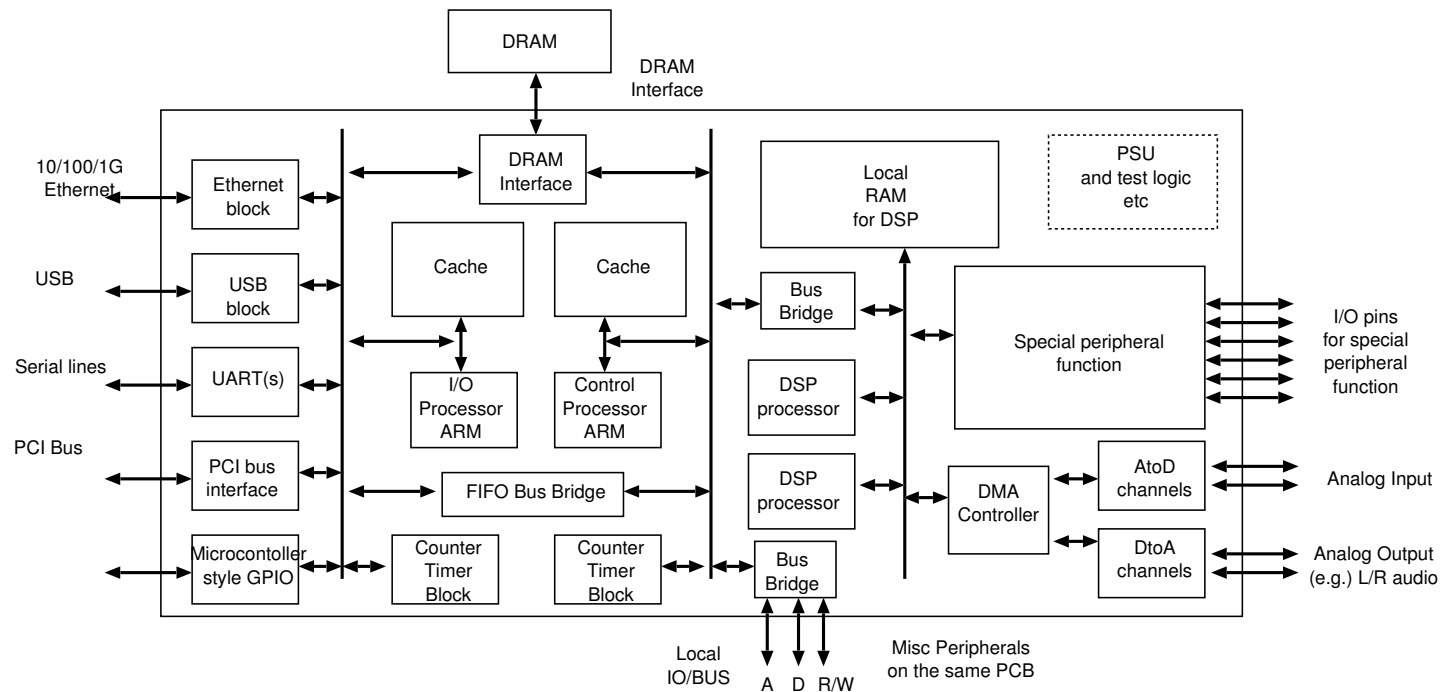 DRAM
DRAM
Interface
10/100/1G
Ethernet
Ethernet
block
DRAM
Interface
Local
RAM
for DSP
PSU
and test logic
etc
USB
USB
block
Cache
Cache
Bus
Bridge
Special peripheral
function
I/O pins
for special
peripheral
function
Serial lines
UART(s)
I/O
Processor
ARM
Control
Processor
ARM
DSP
processor
PCI Bus
PCI bus
interface
FIFO Bus Bridge
DSP
processor
DMA
Controller
AtoD
channels
Analog Input
Microcontoller
style GPIO
Counter
Timer
Block
Counter
Timer
Block
Bus
Bridge
DtoA
channels
Analog Output
(e.g.) L/R audio
Local
IO/BUS
A D R/W
Misc Peripherals
on the same PCB